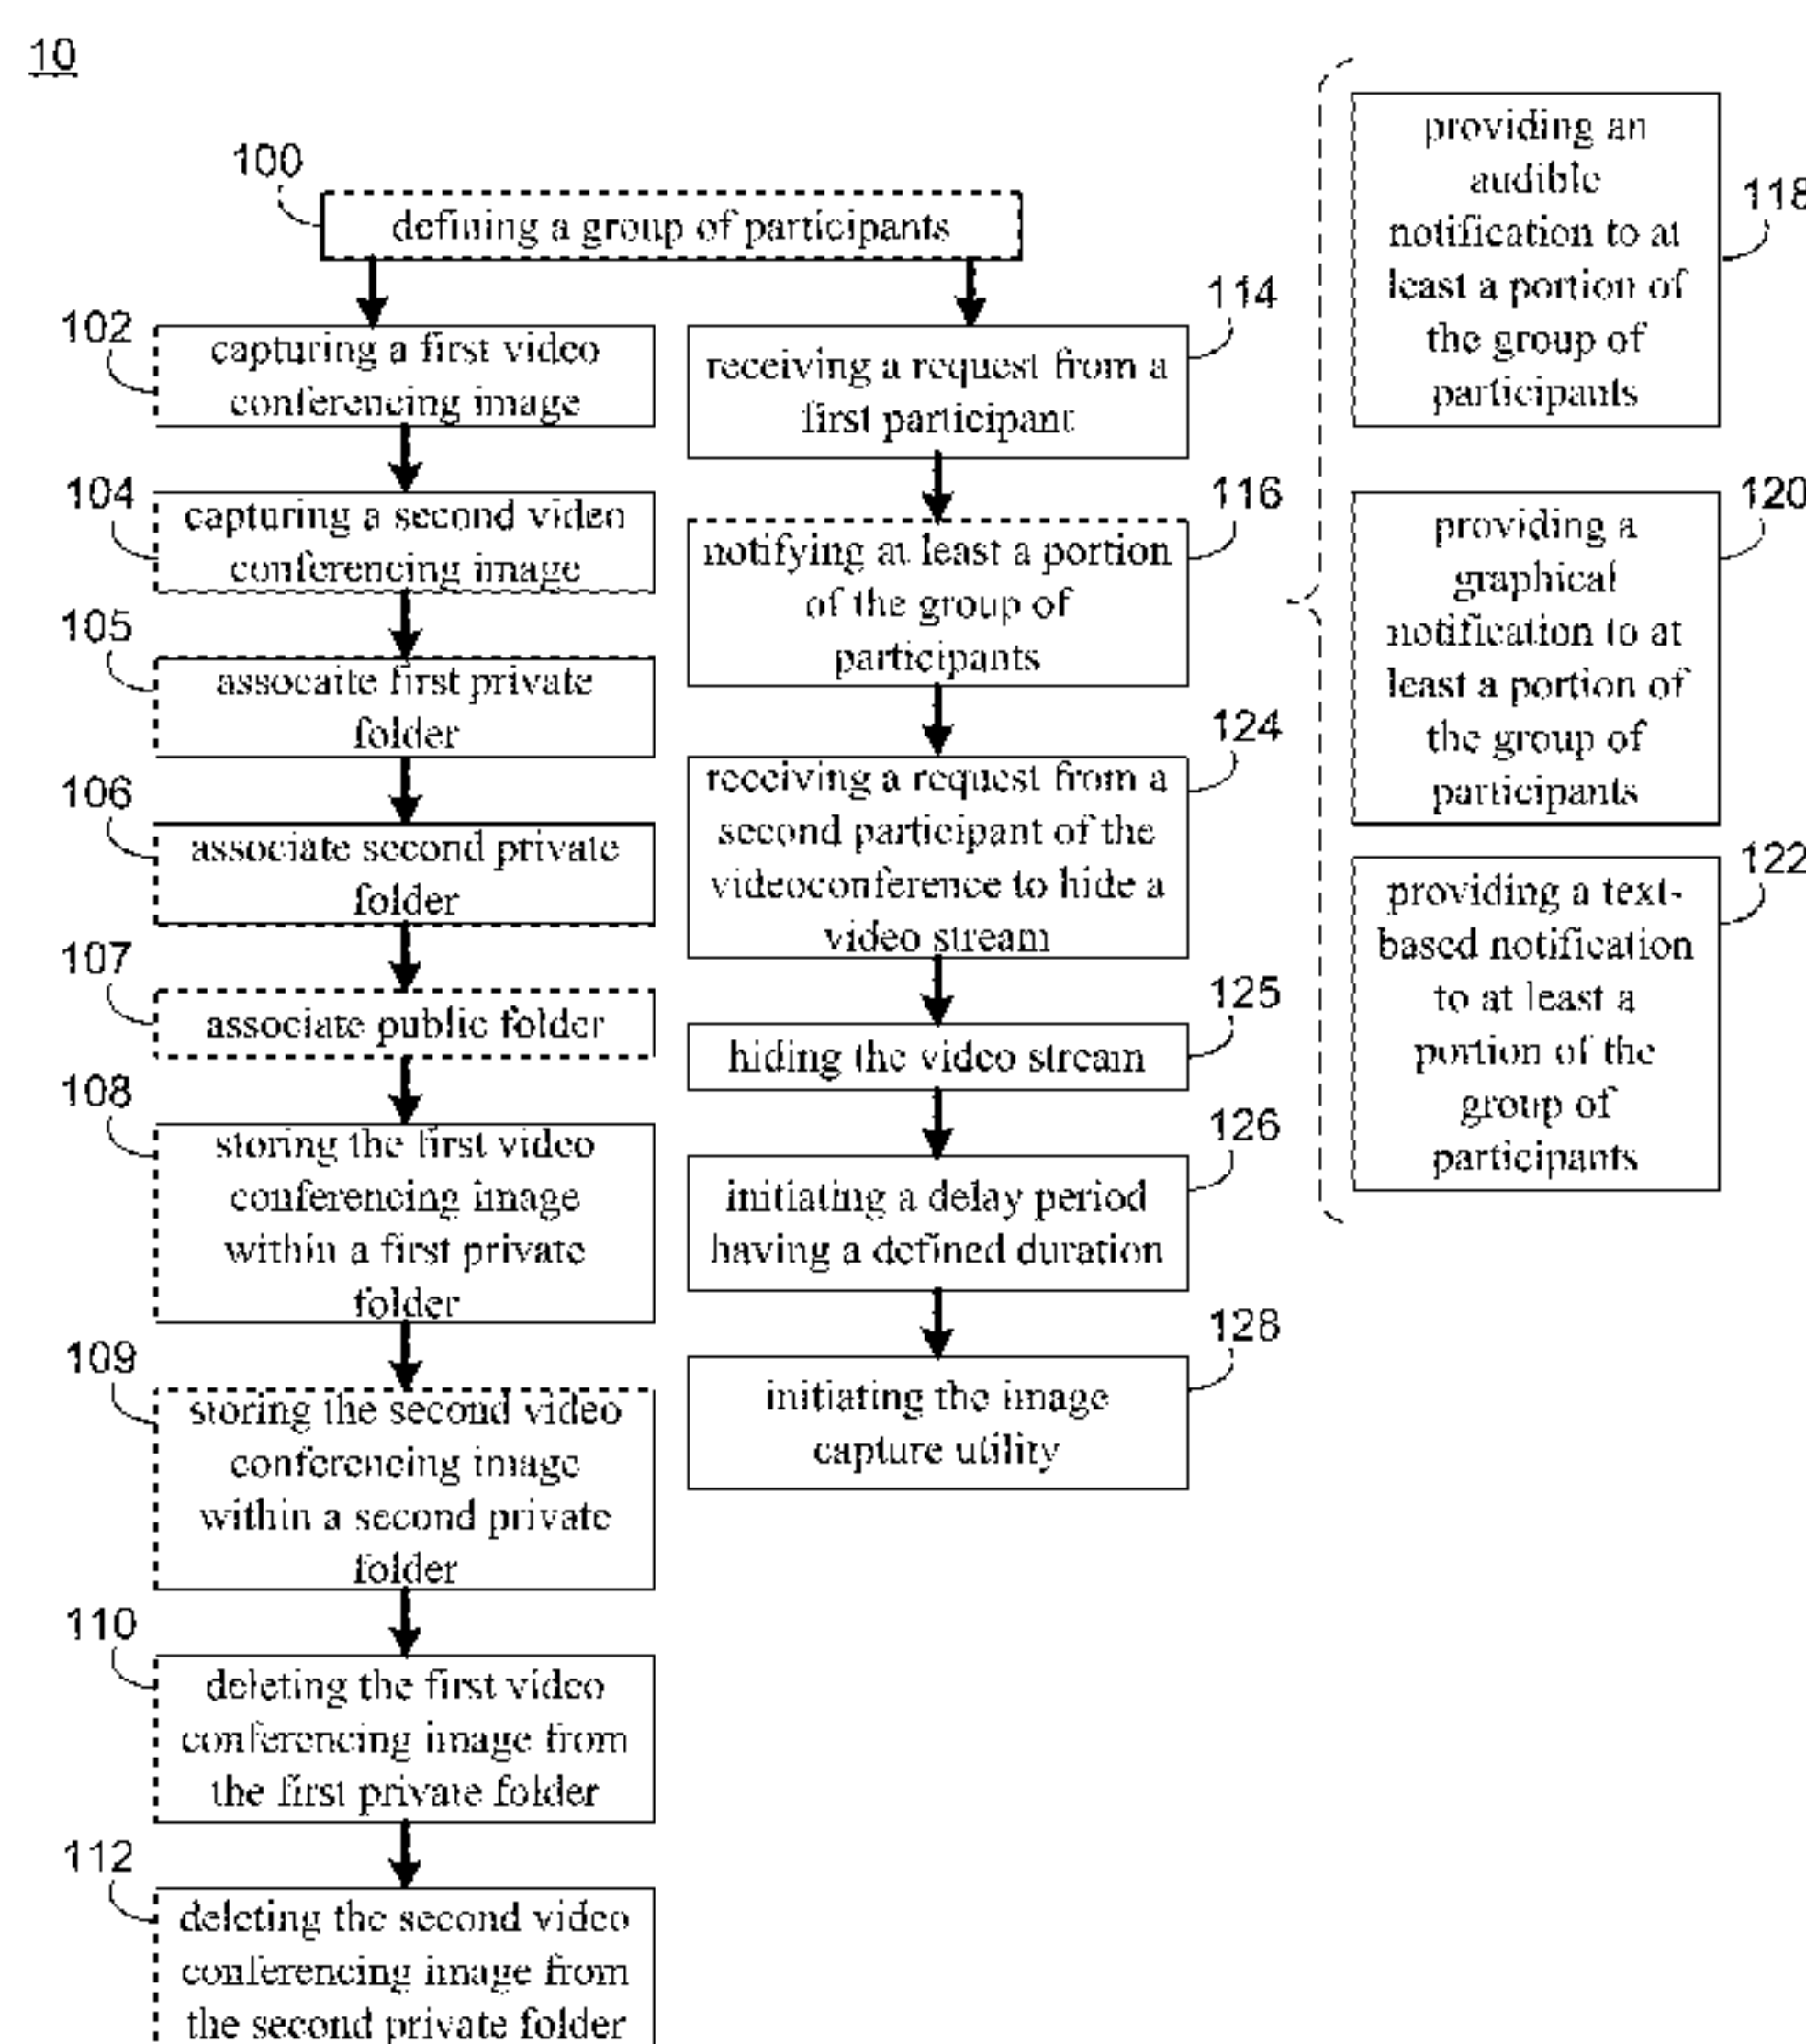 10
100
defining a group of participants
102
capturing a first video
conferencing image
104
capturing a second video
conferencing image
105
assocaite first private
folder
106
associate second private
folder
107
associate public folder
108
storing the first video
conferencing image
within a first private
folder
109
storing the second video
conferencing image
within a second private
folder
110
deleting the first video
conferencing image from
the first private folder
112
deleting the second video
conferencing image from
the second private folder
114
receiving a request from a
first participant
116
notifying at least a portion
of the group of
participants
124
receiving a request from a
second participant of the
videoconference to hide a
video stream
125
hiding the video stream
126
initiating a delay period
having a defined duration
128
initiating the image
capture utility
118
providing an
audible
notification to at
least a portion of
the group of
participants
120
providing a
graphical
notification to at
least a portion of
the group of
participants
122
providing a text-
based notification
to at least a
portion of the
group of
participants